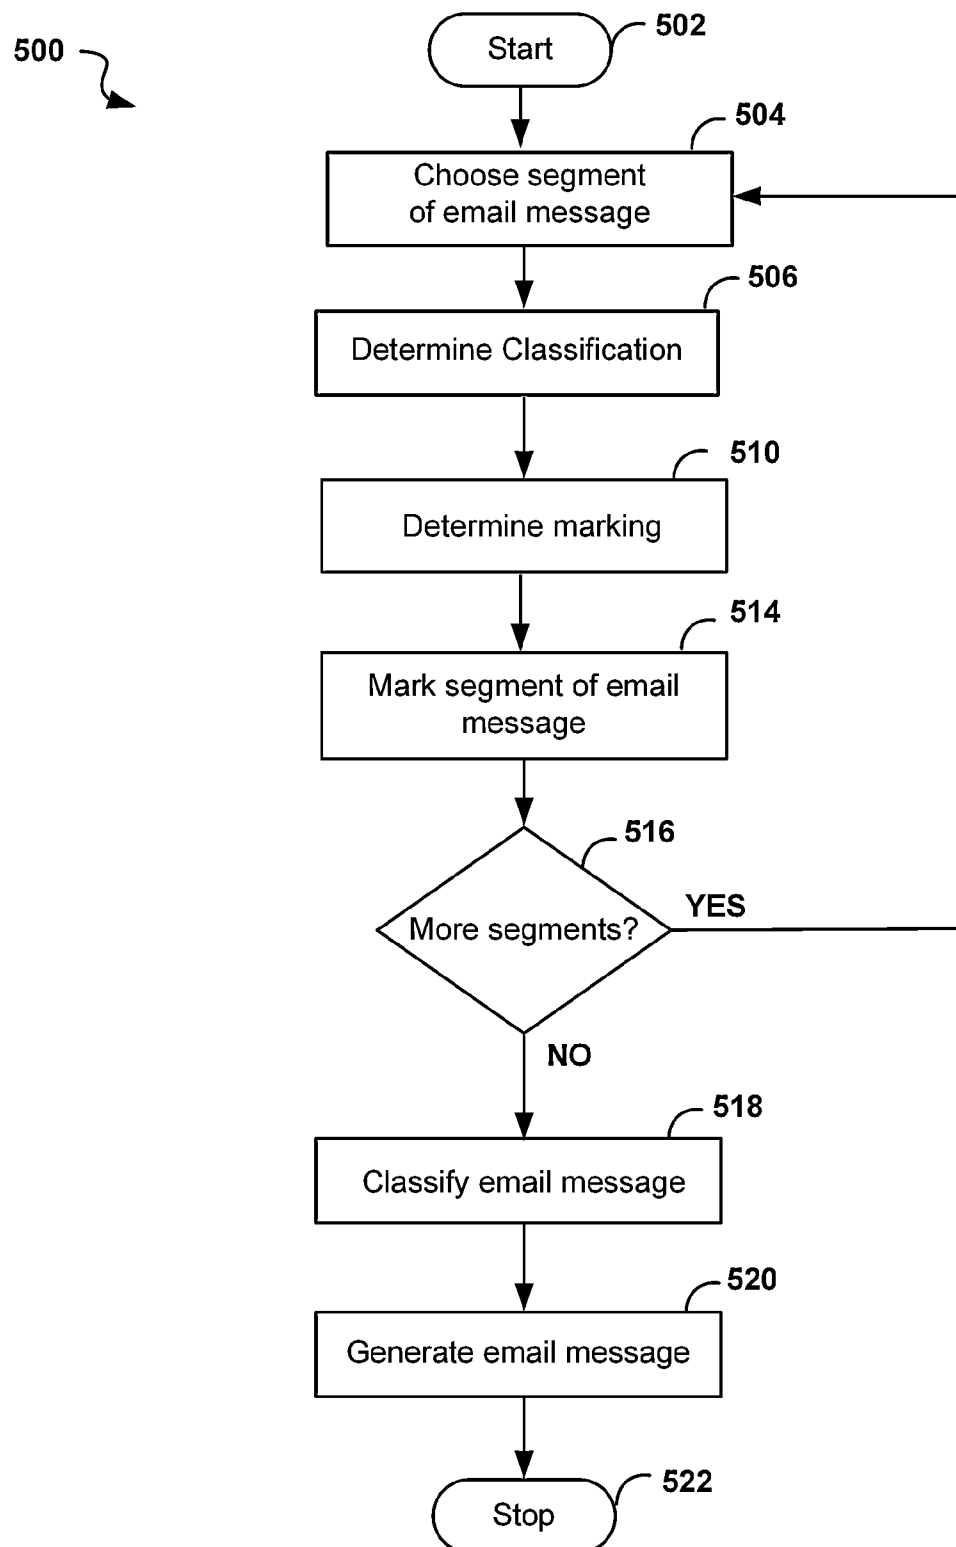 500
Start
502
504
Choose segment
of email message
506
Determine Classification
510
Determine marking
514
Mark segment of email
message
516
More segments?
YES
NO
518
Classify email message
520
Generate email message
522
Stop